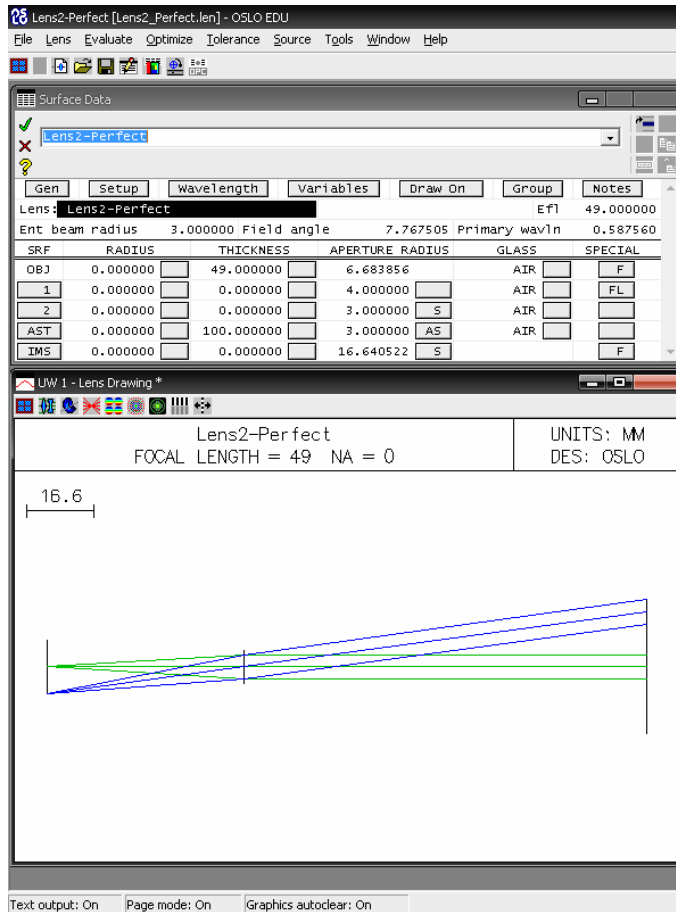 Lens2-Perfect [Lens2_Perfect.len] - OSLO EDU
File Lens Evaluate Optimize Tolerance Source Tools Window Help
Surface Data
Lens2-Perfect
Gen Setup Wavelength Variables Draw On Group Notes
Lens: Lens2-Perfect Efl 49.000000
Ent beam radius 3.000000 Field angle 7.767505 Primary wavln 0.587560
SRF RADIUS THICKNESS APERTURE RADIUS GLASS SPECIAL
OBJ 0.000000 49.000000 6.683856 AIR F
1 0.000000 0.000000 4.000000 AIR FL
2 0.000000 0.000000 3.000000 S AIR
AST 0.000000 100.000000 3.000000 AS AIR
IMS 0.000000 0.000000 16.640522 S F
UW 1 - Lens Drawing *
Lens2-Perfect
FOCAL LENGTH = 49 NA = 0
UNITS: MM
DES: OSLO
16.6
Text output: On Page mode: On Graphics autoclear: On